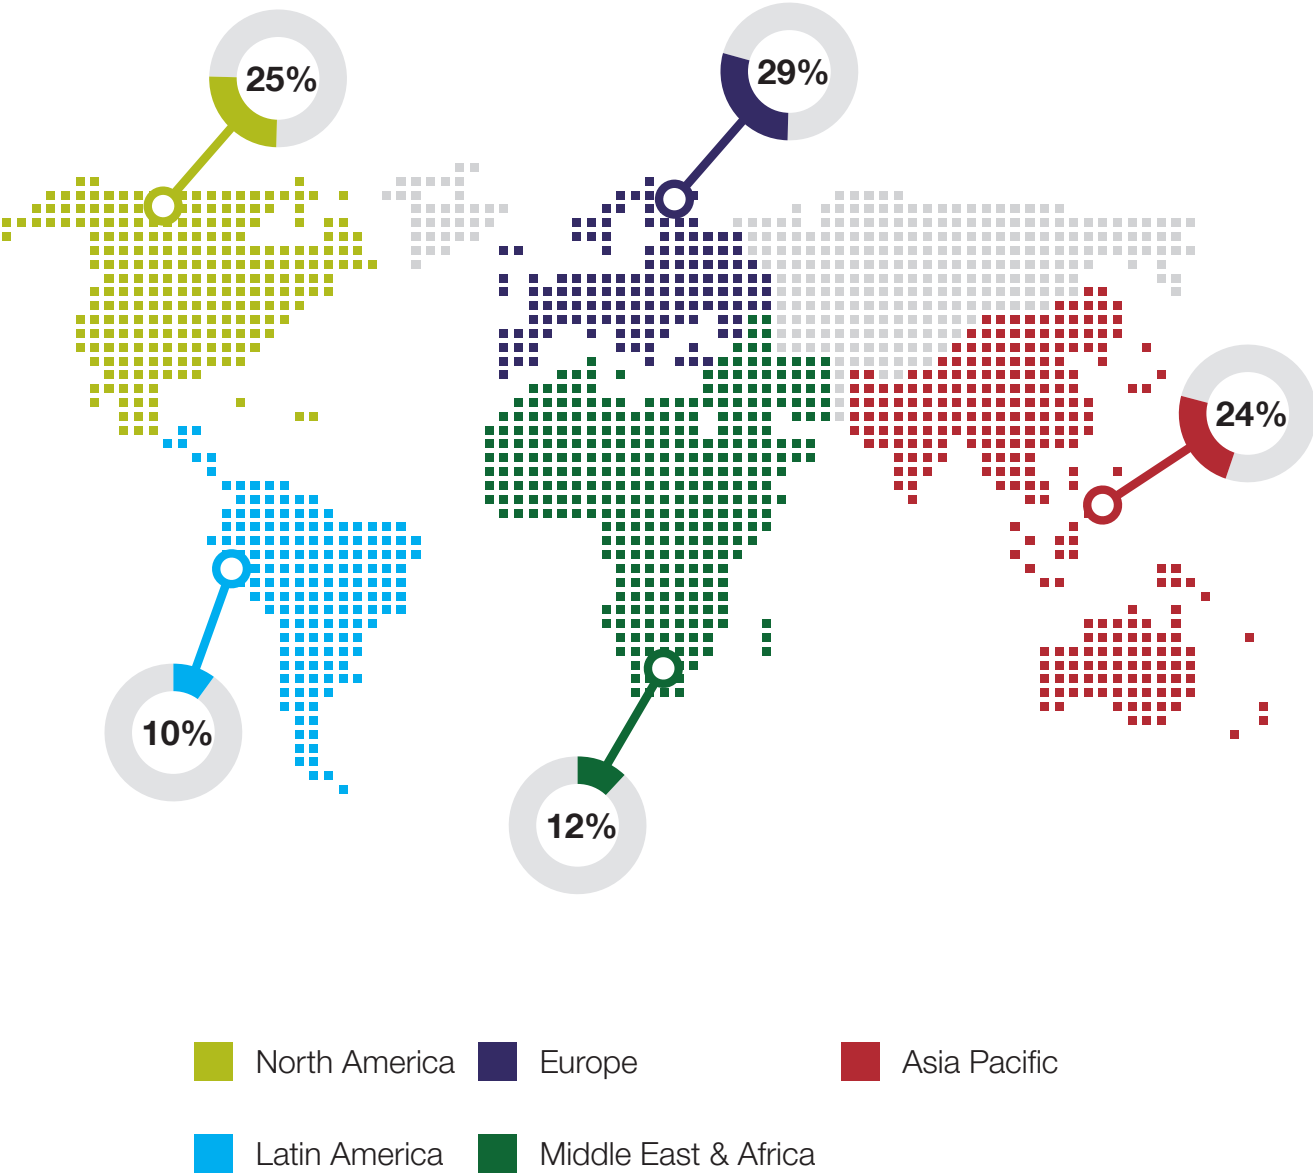 25%
29%
24%
10%
12%
North America
Europe
Asia Pacific
Latin America
Middle East & Africa